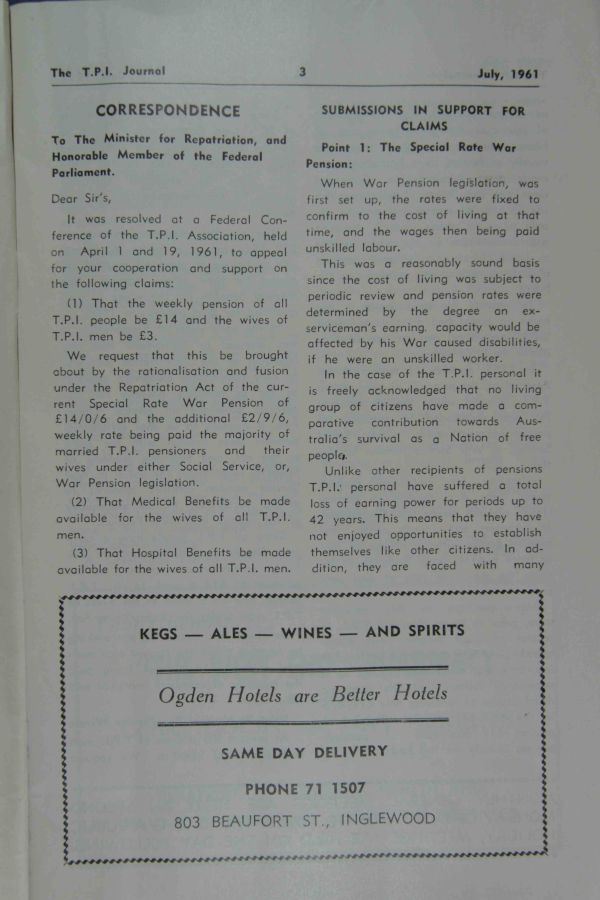 The T.P.I. Journal 3 July, 1961
CORRESPONDENCE
To The Minister for Repatriation, and
Honorable Member of the Federal
Parliament.
Dear Sir's,
It was resolved at a Federal Con-
ference of the T.P.I. Association, held
on April 1 and 19, 1961, to appeal
for your cooperation and support on
the following claims:
(1) That the weekly pension of all
T.P.I. people be £14 and the wives of
T.P.I. men be £3.
We request that this be brought
about by the rationalisation and fusion
under the Repatriation Act of the cur-
rent Special Rate War Pension of
£14/0/6 and the additional £2/9/6,
weekly rate being paid the majority of
married T.P.I. pensioners and their
wives under either Social Service, or,
War Pension legislation.
(2) That Medical Benefits be made
available for the wives of all T.P.I.
men.
(3) That Hospital Benefits be made
available for the wives of all T.P.I. men.
SUBMISSIONS IN SUPPORT FOR
CLAIMS
Point 1: The Special Rate War
Pension:
When War Pension legislation, was
first set up, the rates were fixed to
confirm to the cost of living at that
time, and the wages then being paid
unskilled labour.
This was a reasonably sound basis
since the cost of living was subject to
periodic review and pension rates were
determined by the degree an ex-
serviceman's earning. capacity would be
affected by his War caused disabilities,
if he were an unskilled worker.
In the case of the T.P.I. personal it
is freely acknowledged that no living
group of citizens have made a com-
parative contribution towards Aus-
tralia's survival as a Nation of free
people.
Unlike other recipients of pensions
T.P.I. personal have suffered a total
loss of earning power for periods up to
42 years. This means that they have
not enjoyed opportunities to establish
themselves like other citizens. In ad-
dition, they are faced with many
KEGS — ALES — WINES — AND SPIRITS
Ogden Hotels are Better Hotels
SAME DAY DELIVERY
PHONE 71 1507
803 BEAUFORT ST., INGLEWOOD